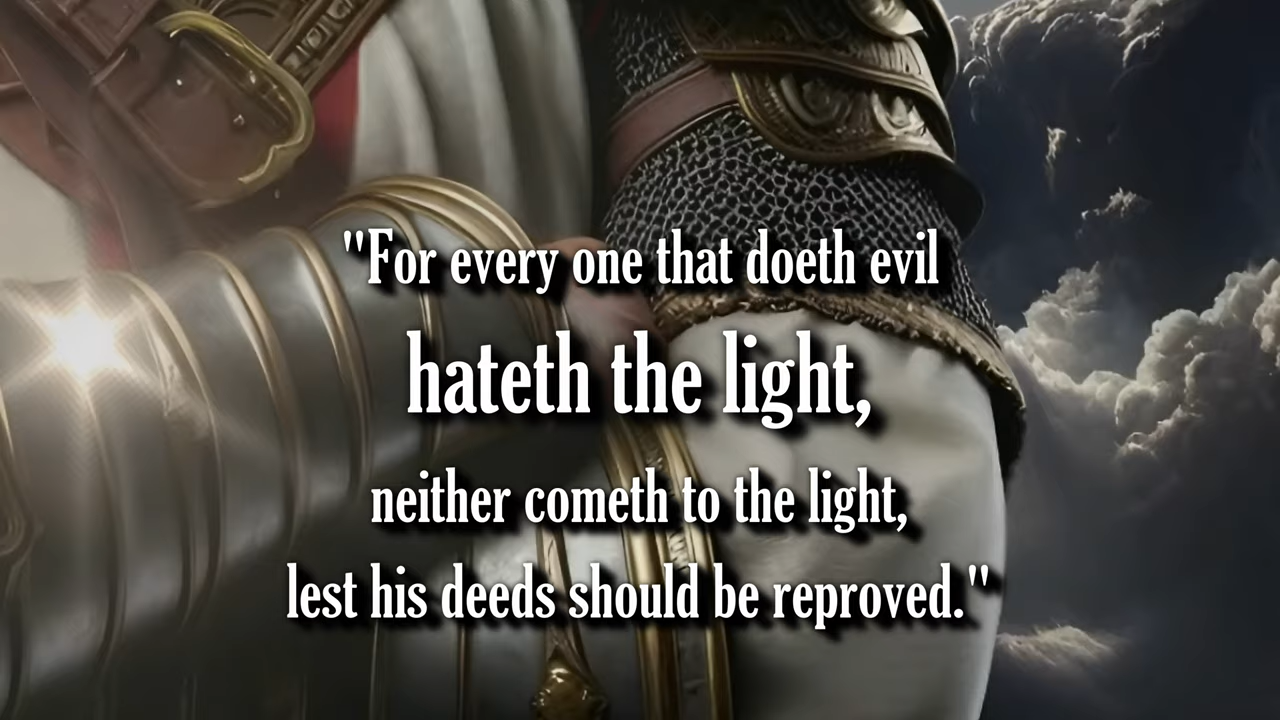 "For every one that doeth evil
hateth the light,
neither cometh to the light,
lest his deeds should be reproved."